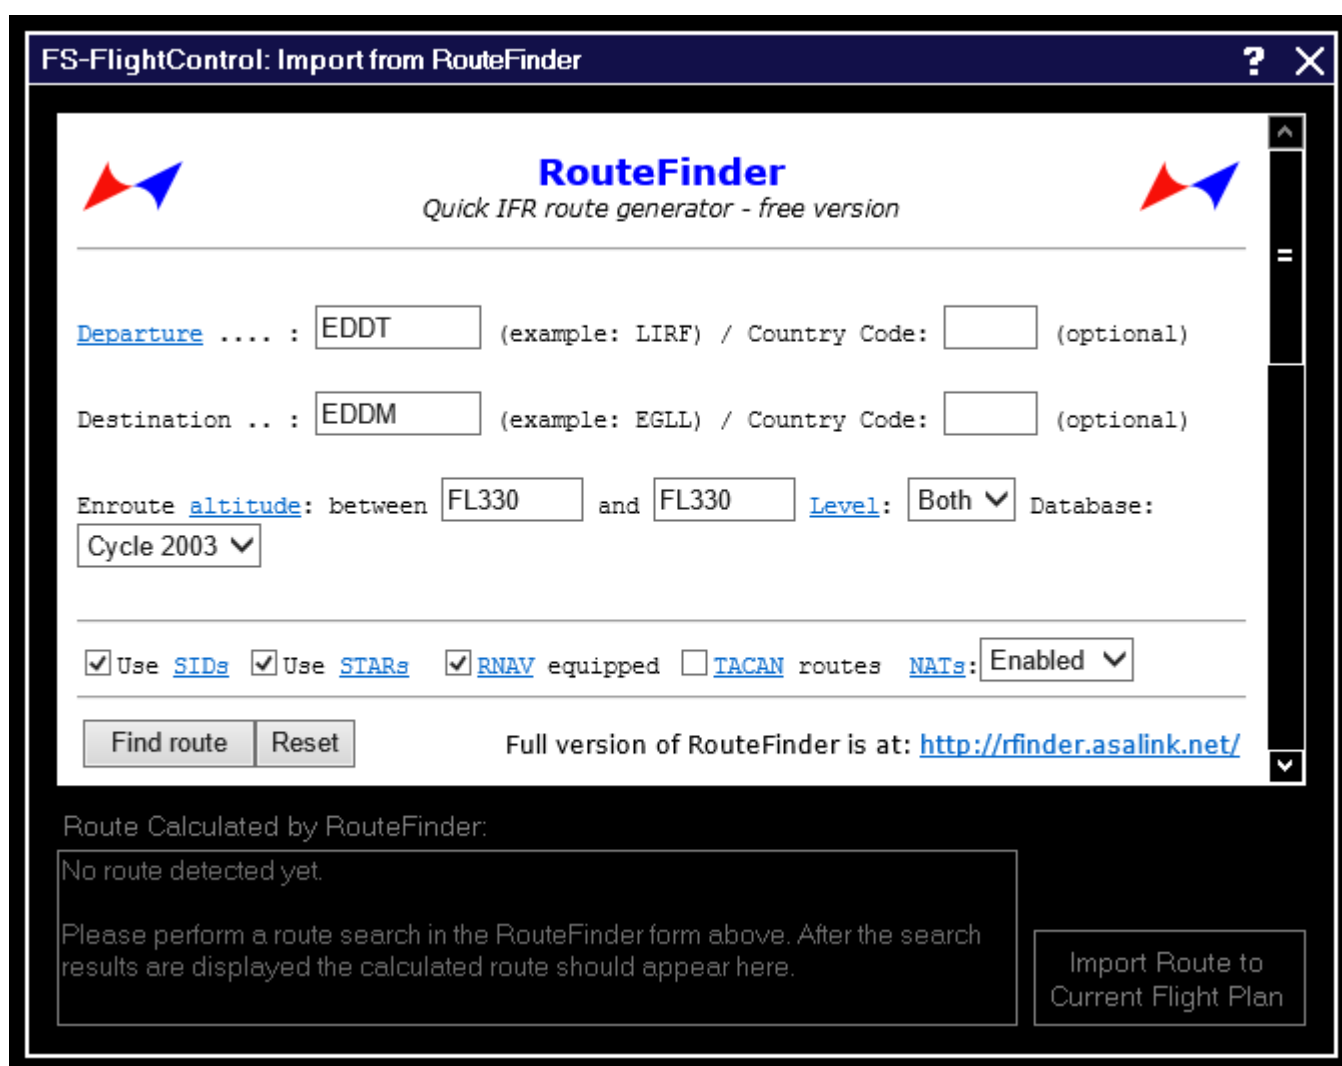 FS-FlightControl: Import from RouteFinder ?
RouteFinder
Quick IFR route generator - free version
Departure .... : EDDT (example: LIRF) / Country Code: (optional)
Destination .. : EDDM (example: EGLL) / Country Code: (optional)
Enroute altitude: between FL330 and FL330 Level: Both Database:
Cycle 2003
Use SIDs Use STARs RNAV equipped TACAN routes NATs: Enabled
Find route Reset Full version of RouteFinder is at: http://rfinder.asalink.net/
Route Calculated by RouteFinder:
No route detected yet.
Please perform a route search in the RouteFinder form above. After the search
results are displayed the calculated route should appear here.
Import Route to
Current Flight Plan